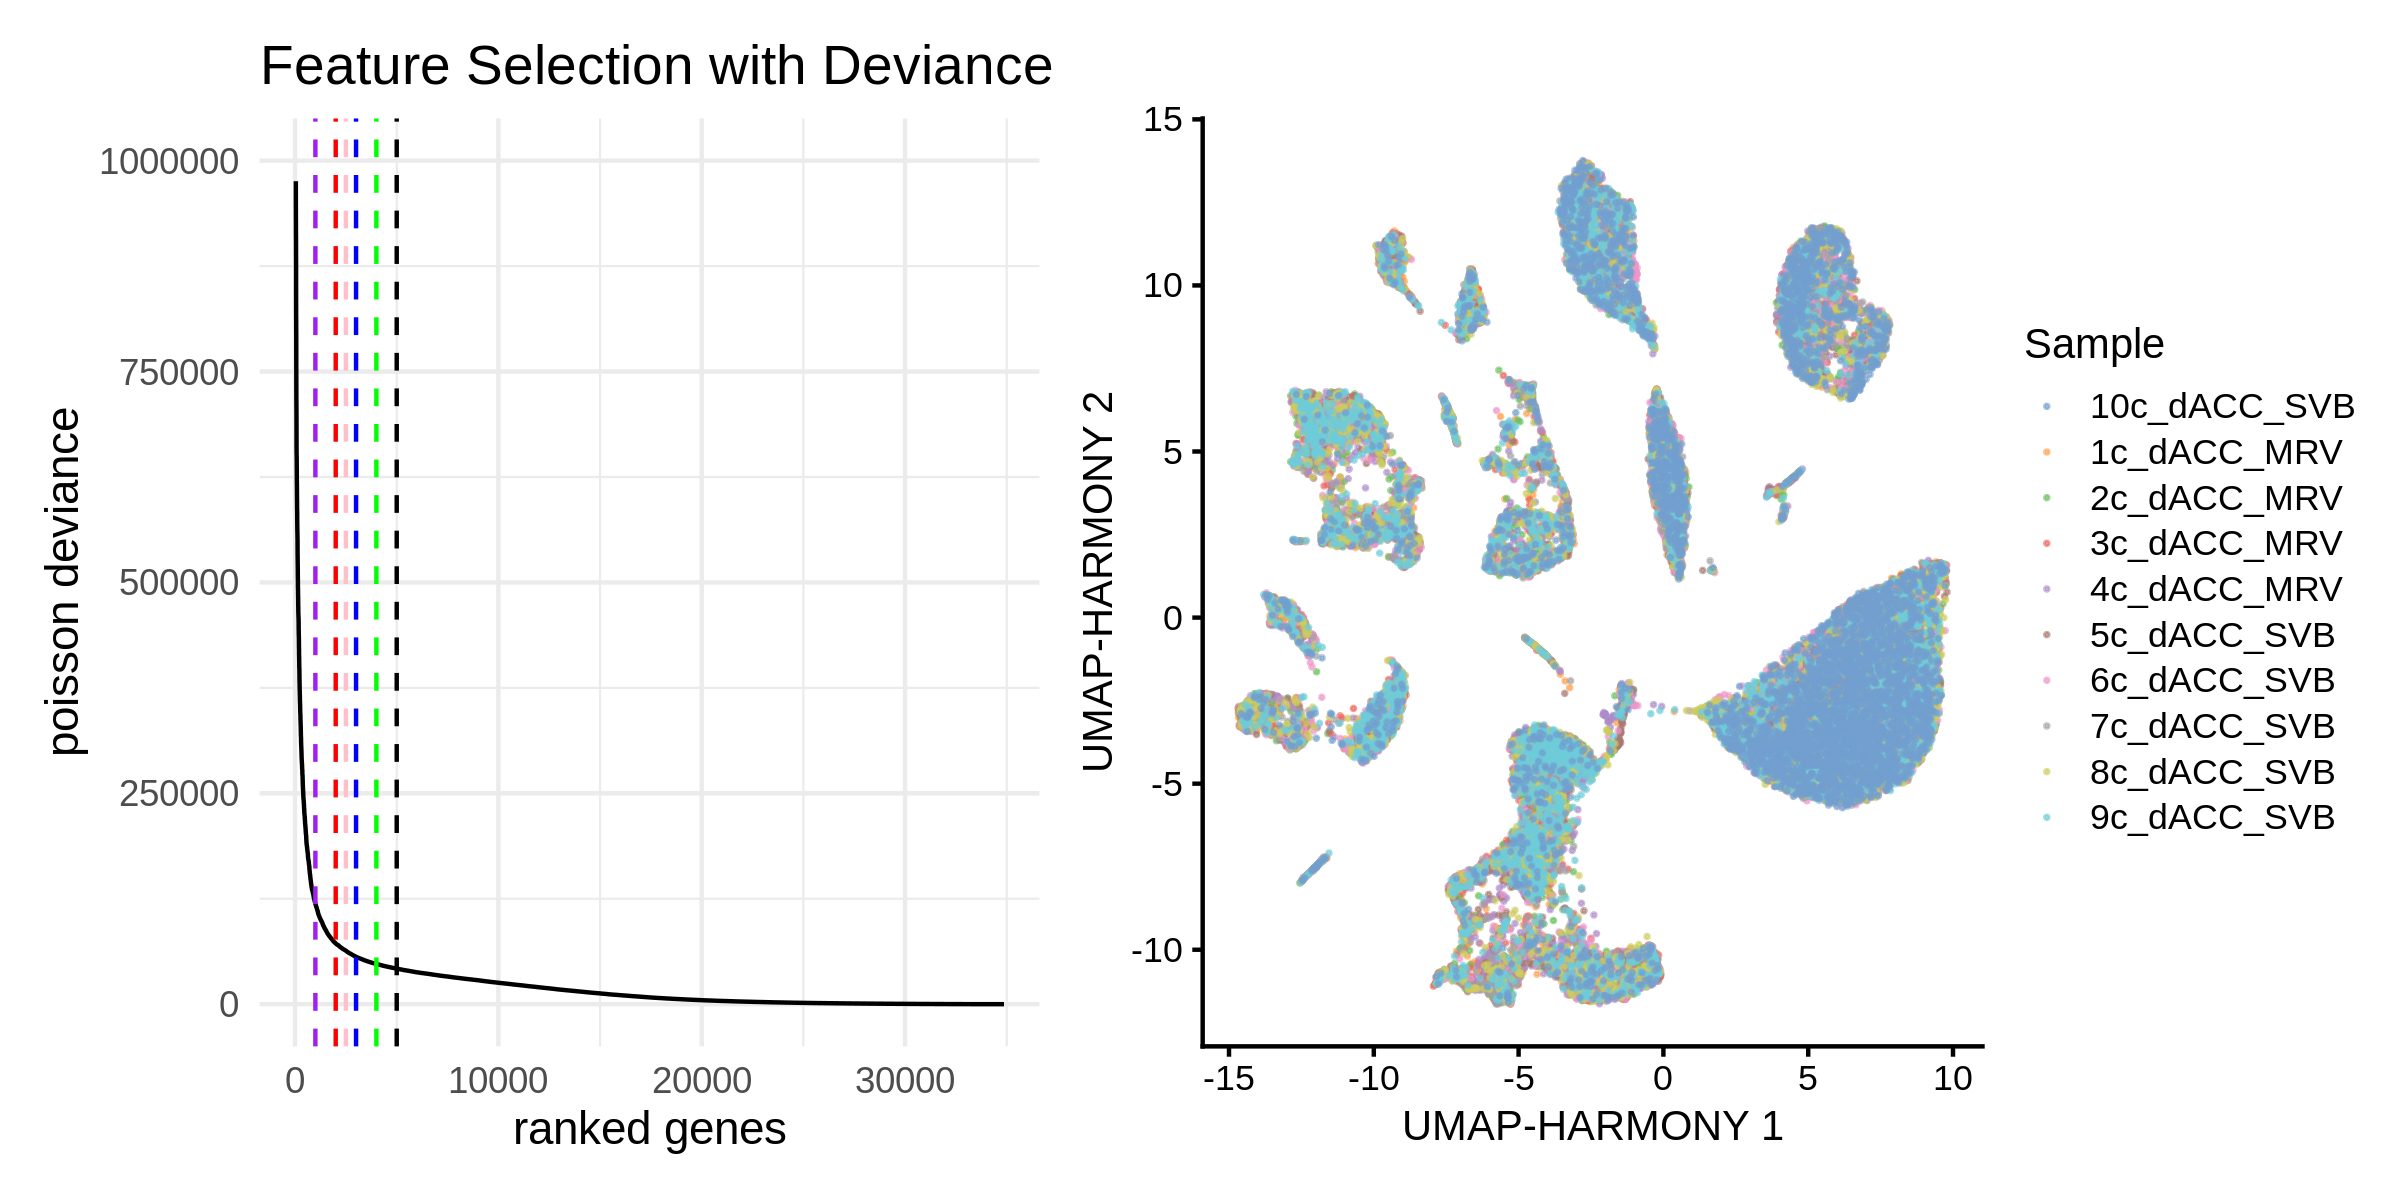 Feature Selection with Deviance
poisson deviance
1000000
750000
500000
250000
0
0 10000 20000 30000
ranked genes
UMAP-HARMONY 2
15
10
5
0
-5
-10
-15 -10 -5 0 5 10
UMAP-HARMONY 1
Sample
10c_dACC_SVB
1c_dACC_MRV
2c_dACC_MRV
3c_dACC_MRV
4c_dACC_MRV
5c_dACC_SVB
6c_dACC_SVB
7c_dACC_SVB
8c_dACC_SVB
9c_dACC_SVB